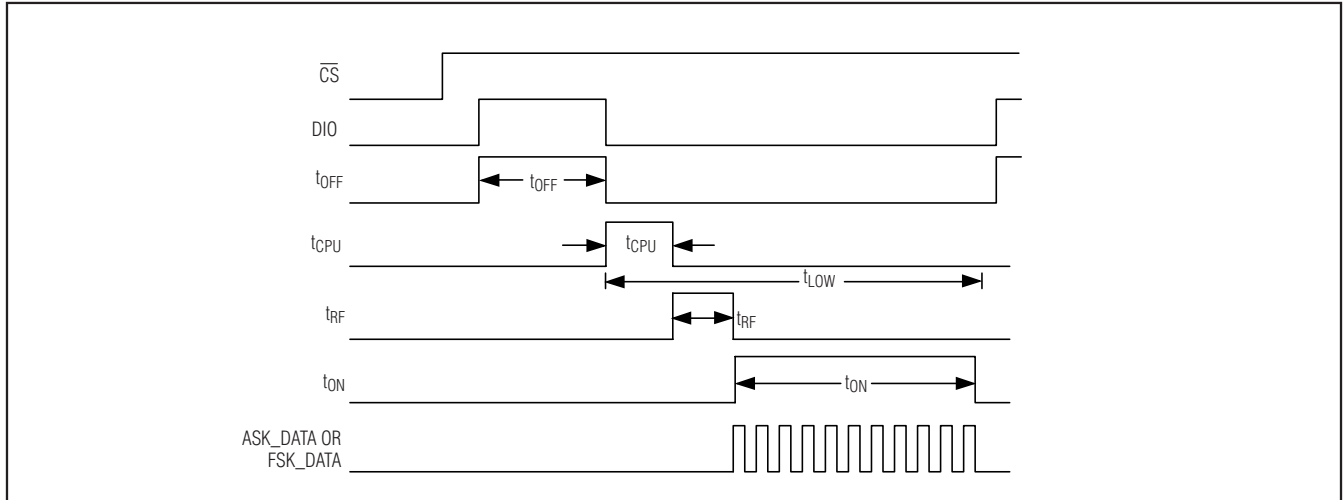 CS
DIO
tOFF
tOFF
tCPU
tCPU
tLOW
tRF
tRF
tON
tON
ASK_DATA OR
FSK_DATA